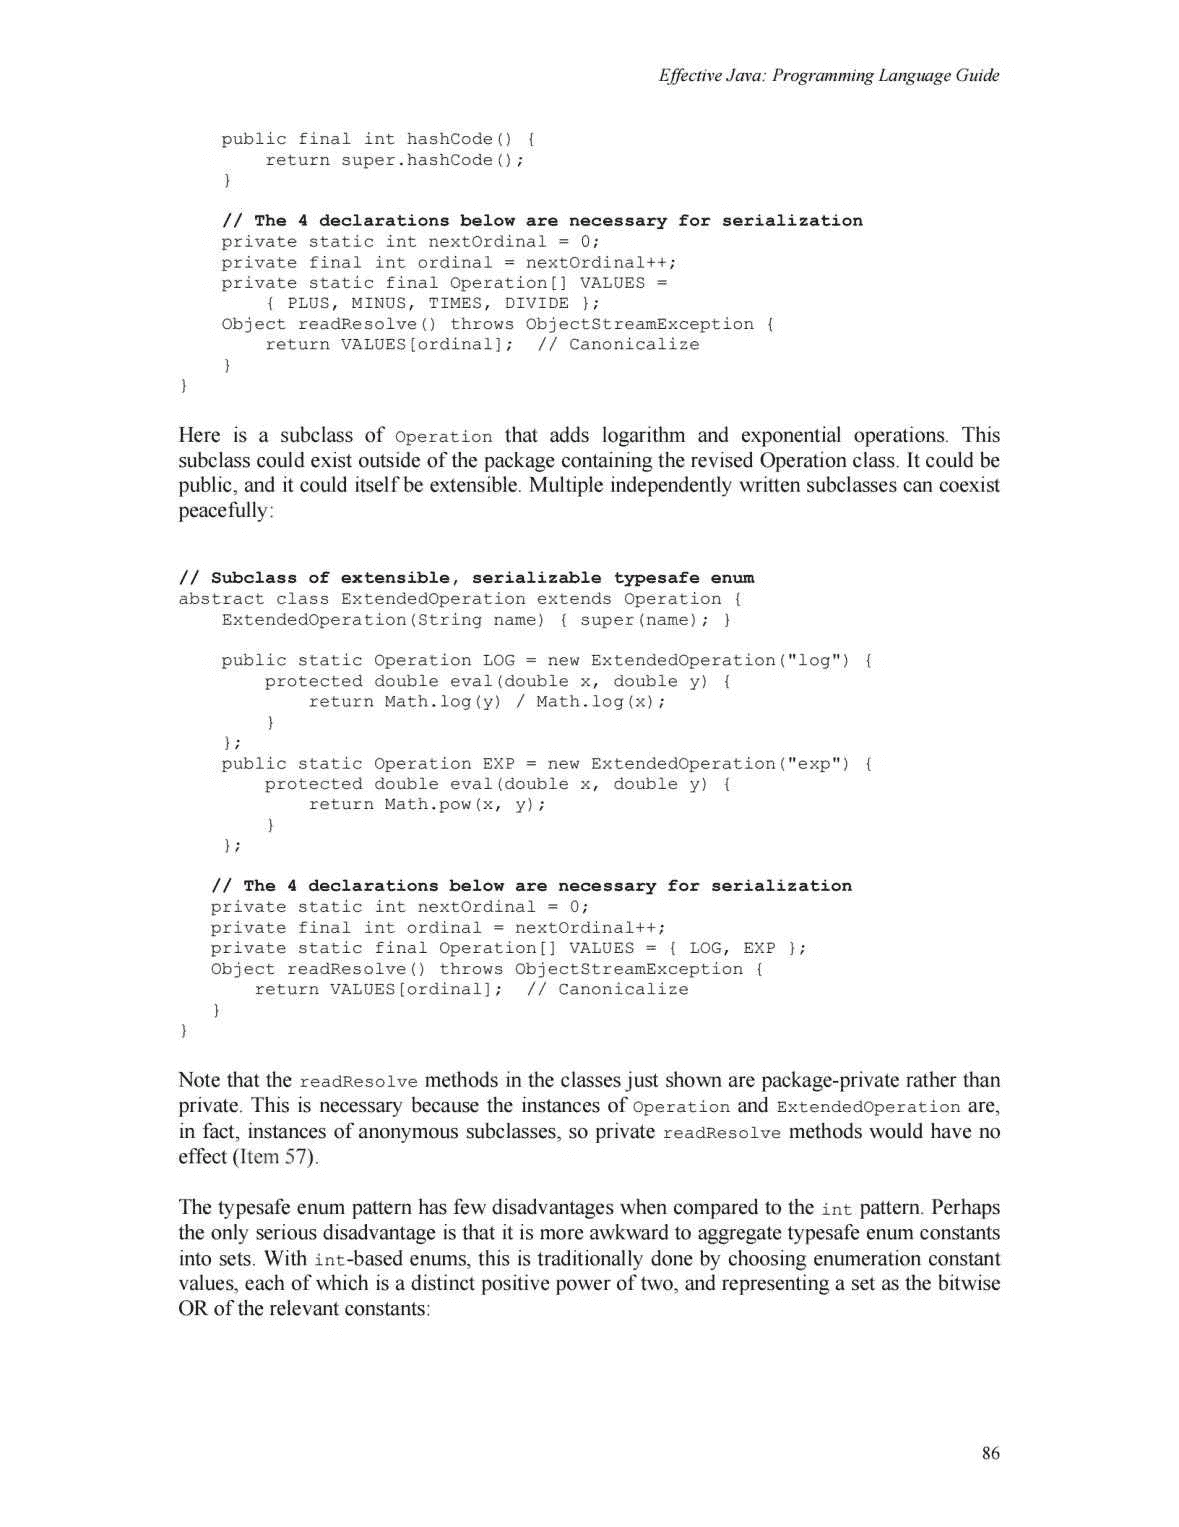 Effective Java: Programming Language Guide
public final int hashCode() {
return super.hashCode();
}
// The 4 declarations below are necessary for serialization
private static int nextOrdinal = 0;
private final int ordinal = nextOrdinal++;
private static final Operation[] VALUES =
{ PLUS, MINUS, TIMES, DIVIDE };
Object readResolve() throws ObjectStreamException {
return VALUES[ordinal]; // Canonicalize
}
}
Here is a subclass of Operation that adds logarithm and exponential operations. This
subclass could exist outside of the package containing the revised Operation class. It could be
public, and it could itself be extensible. Multiple independently written subclasses can coexist
peacefully:
// Subclass of extensible, serializable typesafe enum
abstract class ExtendedOperation extends Operation {
ExtendedOperation(String name) { super(name); }
public static Operation LOG = new ExtendedOperation("log") {
protected double eval(double x, double y) {
return Math.log(y) / Math.log(x);
}
};
public static Operation EXP = new ExtendedOperation("exp") {
protected double eval(double x, double y) {
return Math.pow(x, y);
}
};
// The 4 declarations below are necessary for serialization
private static int nextOrdinal = 0;
private final int ordinal = nextOrdinal++;
private static final Operation[] VALUES = { LOG, EXP };
Object readResolve() throws ObjectStreamException {
return VALUES[ordinal]; // Canonicalize
}
}
Note that the readResolve methods in the classes just shown are package-private rather than
private. This is necessary because the instances of Operation and ExtendedOperation are,
in fact, instances of anonymous subclasses, so private readResolve methods would have no
effect (Item 57).
The typesafe enum pattern has few disadvantages when compared to the int pattern. Perhaps
the only serious disadvantage is that it is more awkward to aggregate typesafe enum constants
into sets. With int-based enums, this is traditionally done by choosing enumeration constant
values, each of which is a distinct positive power of two, and representing a set as the bitwise
OR of the relevant constants:
86